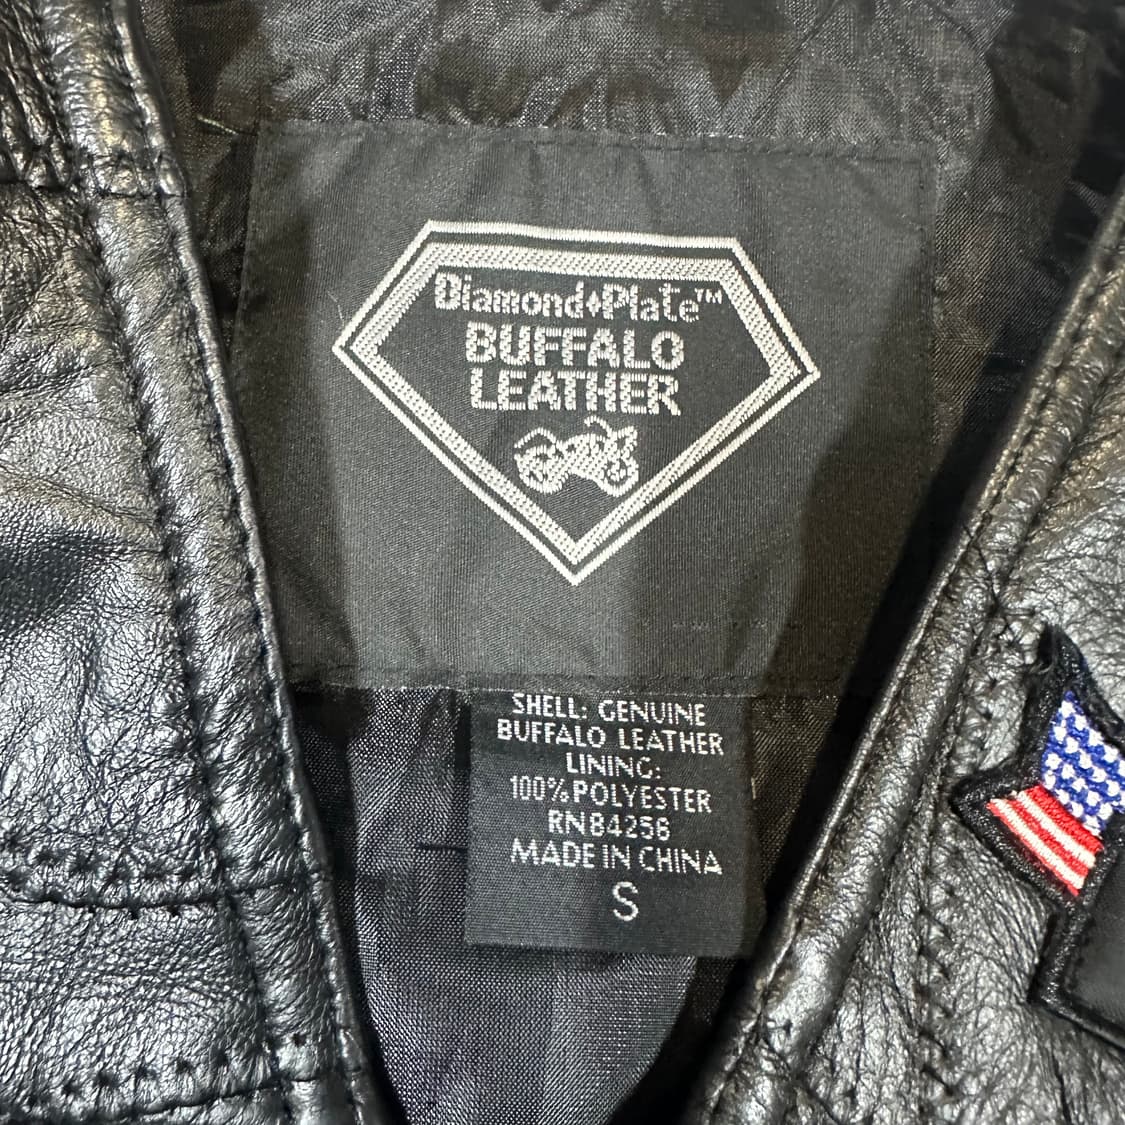 Diamond♦Plate™
BUFFALO
LEATHER
SHELL: GENUINE
BUFFALO LEATHER
LINING:
100% POLYESTER
RN84256
MADE IN CHINA
S